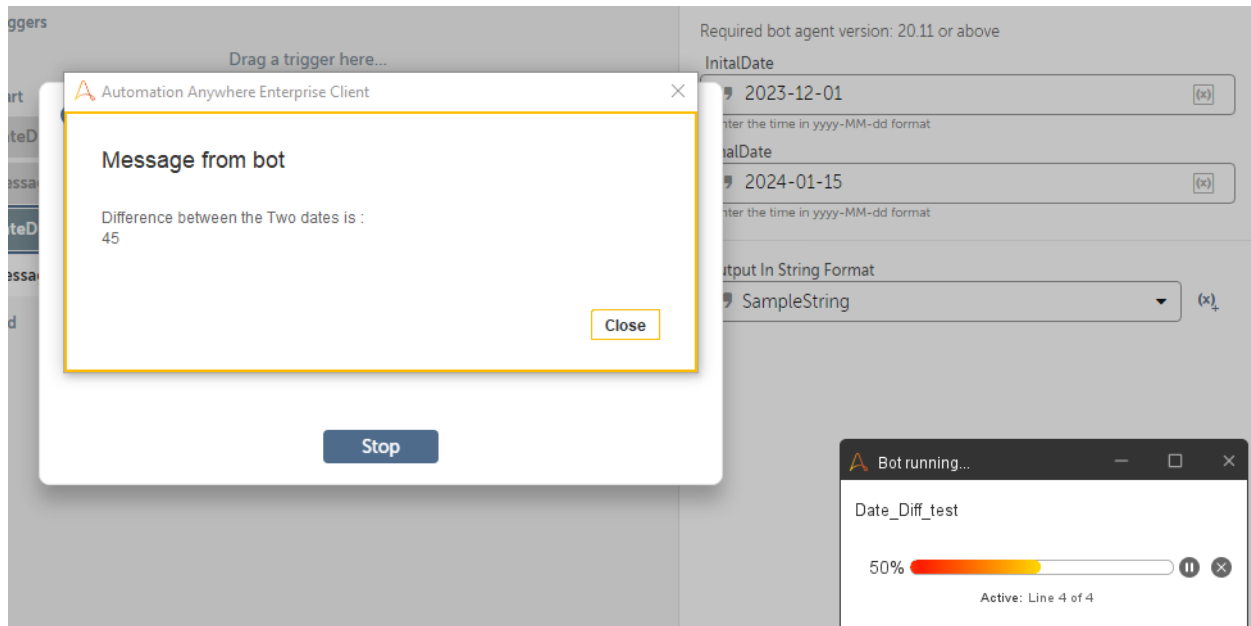 ggers
Drag a trigger here...
art
ateD
essa
ateD
essa
d
Automation Anywhere Enterprise Client
Message from bot
Difference between the Two dates is :
45
Close
Stop
Required bot agent version: 20.11 or above
InitalDate
2023-12-01
(x)
nter the time in yyyy-MM-dd format
nalDate
2024-01-15
(x)
nter the time in yyyy-MM-dd format
utput In String Format
SampleString
(x)+
Bot running...
Date_Diff_test
50%
Active: Line 4 of 4